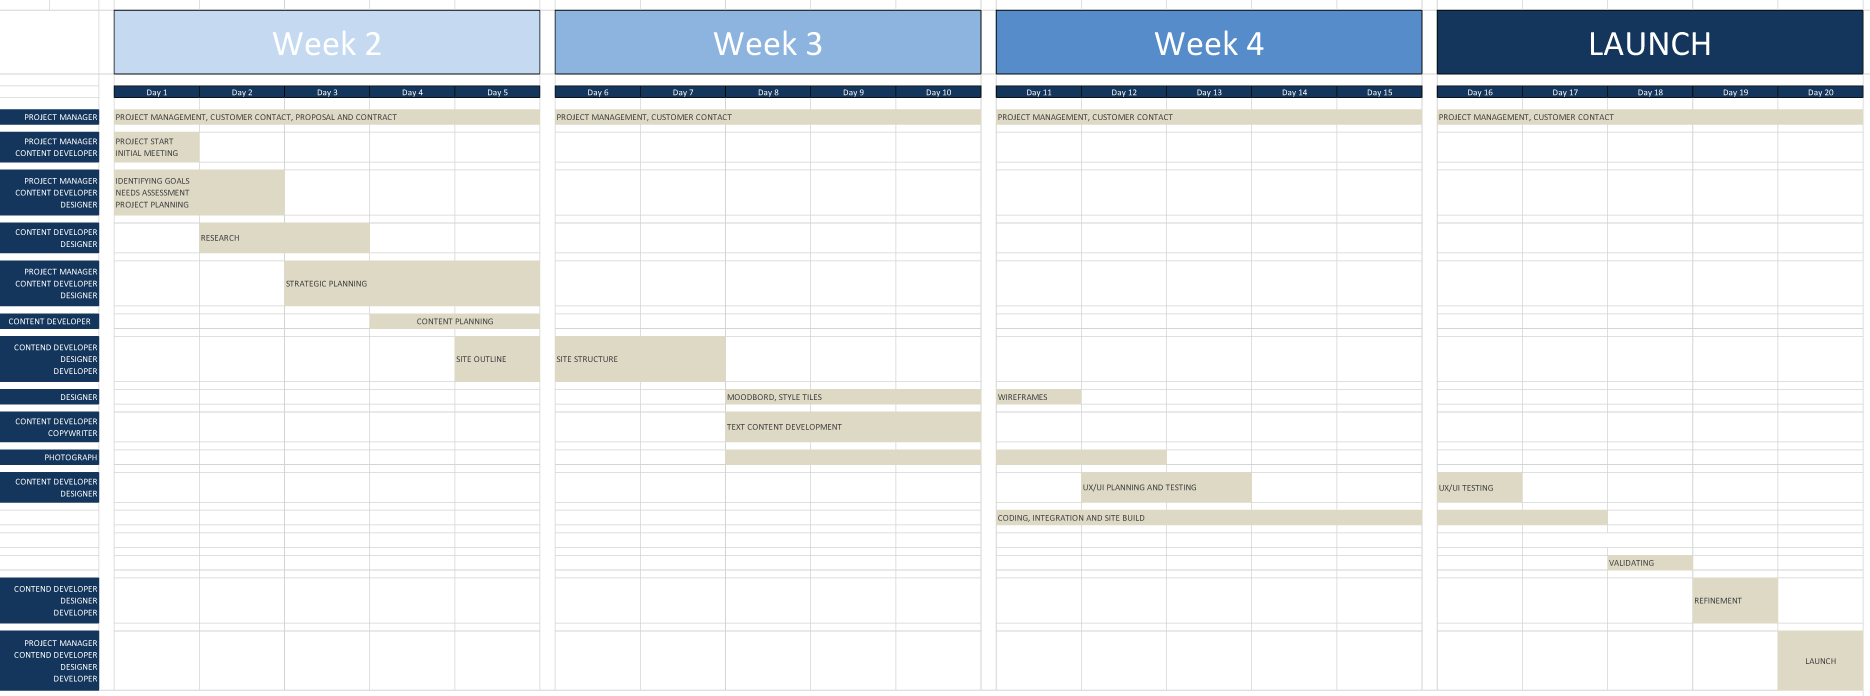 Week 2
Week 3
Week 4
LAUNCH
Day 1
Day 2
Day 3
Day 4
Day 5
Day 6
Day 7
Day 8
Day 9
Day 10
Day 11
Day 12
Day 13
Day 14
Day 15
Day 16
Day 17
Day 18
Day 19
Day 20
PROJECT MANAGER
PROJECT MANAGEMENT, CUSTOMER CONTACT, PROPOSAL AND CONTRACT
PROJECT MANAGEMENT, CUSTOMER CONTACT
PROJECT MANAGEMENT, CUSTOMER CONTACT
PROJECT MANAGEMENT, CUSTOMER CONTACT
PROJECT MANAGER
CONTENT DEVELOPER
PROJECT START
INITIAL MEETING
PROJECT MANAGER
CONTENT DEVELOPER
DESIGNER
IDENTIFYING GOALS
NEEDS ASSESSMENT
PROJECT PLANNING
CONTENT DEVELOPER
DESIGNER
RESEARCH
PROJECT MANAGER
CONTENT DEVELOPER
DESIGNER
STRATEGIC PLANNING
CONTENT DEVELOPER
CONTENT PLANNING
CONTEND DEVELOPER
DESIGNER
DEVELOPER
SITE OUTLINE
SITE STRUCTURE
DESIGNER
MOODBORD, STYLE TILES
WIREFRAMES
CONTENT DEVELOPER
COPYWRITER
TEXT CONTENT DEVELOPMENT
PHOTOGRAPH
CONTENT DEVELOPER
DESIGNER
UX/UI PLANNING AND TESTING
UX/UI TESTING
CODING, INTEGRATION AND SITE BUILD
VALIDATING
CONTEND DEVELOPER
DESIGNER
DEVELOPER
REFINEMENT
PROJECT MANAGER
CONTEND DEVELOPER
DESIGNER
DEVELOPER
LAUNCH